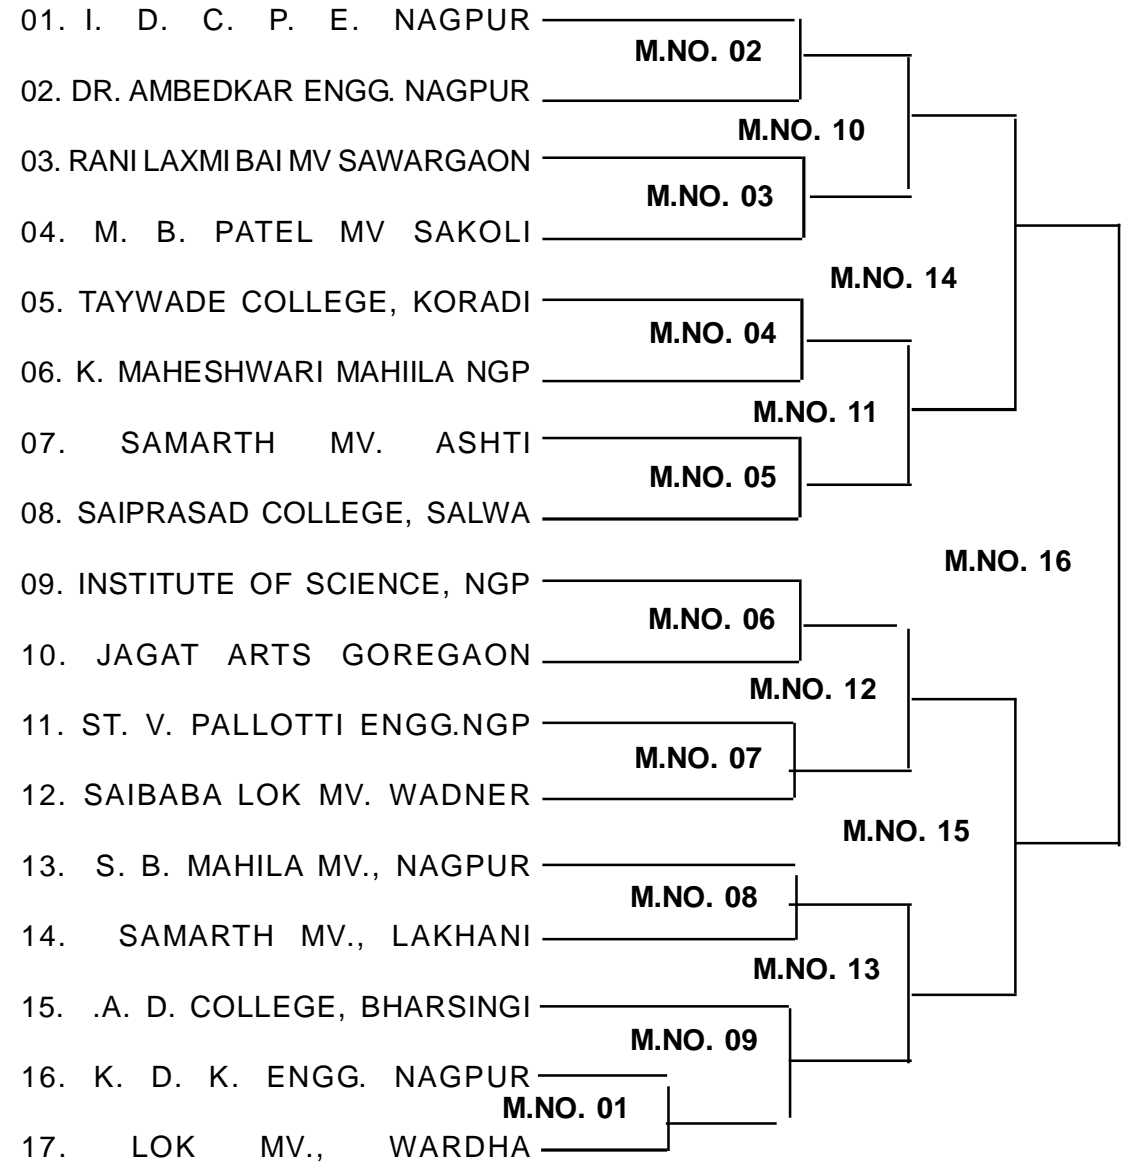 01. I. D. C. P. E. NAGPUR
M.NO. 02
02. DR. AMBEDKAR ENGG. NAGPUR
M.NO. 10
03. RANI LAXMI BAI MV SAWARGAON
M.NO. 03
04. M. B. PATEL MV SAKOLI
M.NO. 14
05. TAYWADE COLLEGE, KORADI
M.NO. 04
06. K. MAHESHWARI MAHIILA NGP
M.NO. 11
07. SAMARTH MV. ASHTI
M.NO. 05
08. SAIPRASAD COLLEGE, SALWA
M.NO. 16
09. INSTITUTE OF SCIENCE, NGP
M.NO. 06
10. JAGAT ARTS GOREGAON
M.NO. 12
11. ST. V. PALLOTTI ENGG.NGP
M.NO. 07
12. SAIBABA LOK MV. WADNER
M.NO. 15
13. S. B. MAHILA MV., NAGPUR
M.NO. 08
14. SAMARTH MV., LAKHANI
M.NO. 13
15. .A. D. COLLEGE, BHARSINGI
M.NO. 09
16. K. D. K. ENGG. NAGPUR
M.NO. 01
17. LOK MV., WARDHA